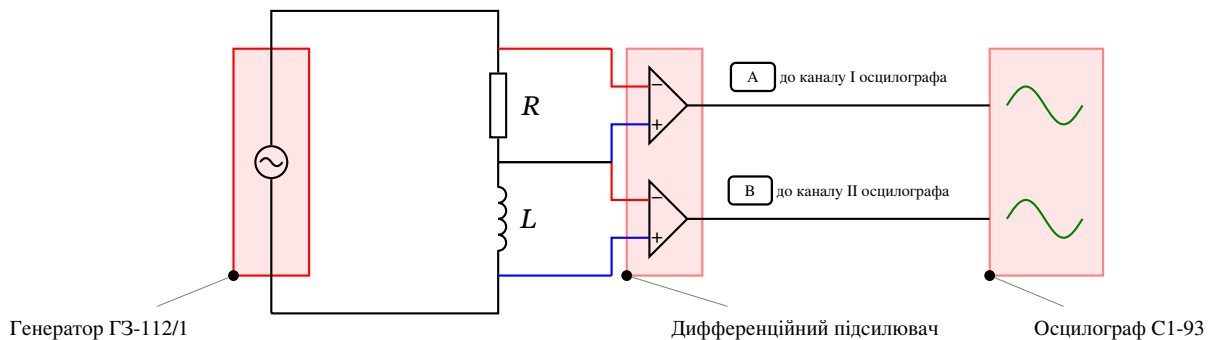 A до каналу I осцилографа
R
−
+
B до каналу II осцилографа
−
L
+
Генератор ГЗ-112/1
Дифференційний підсилювач
Осцилограф С1-93